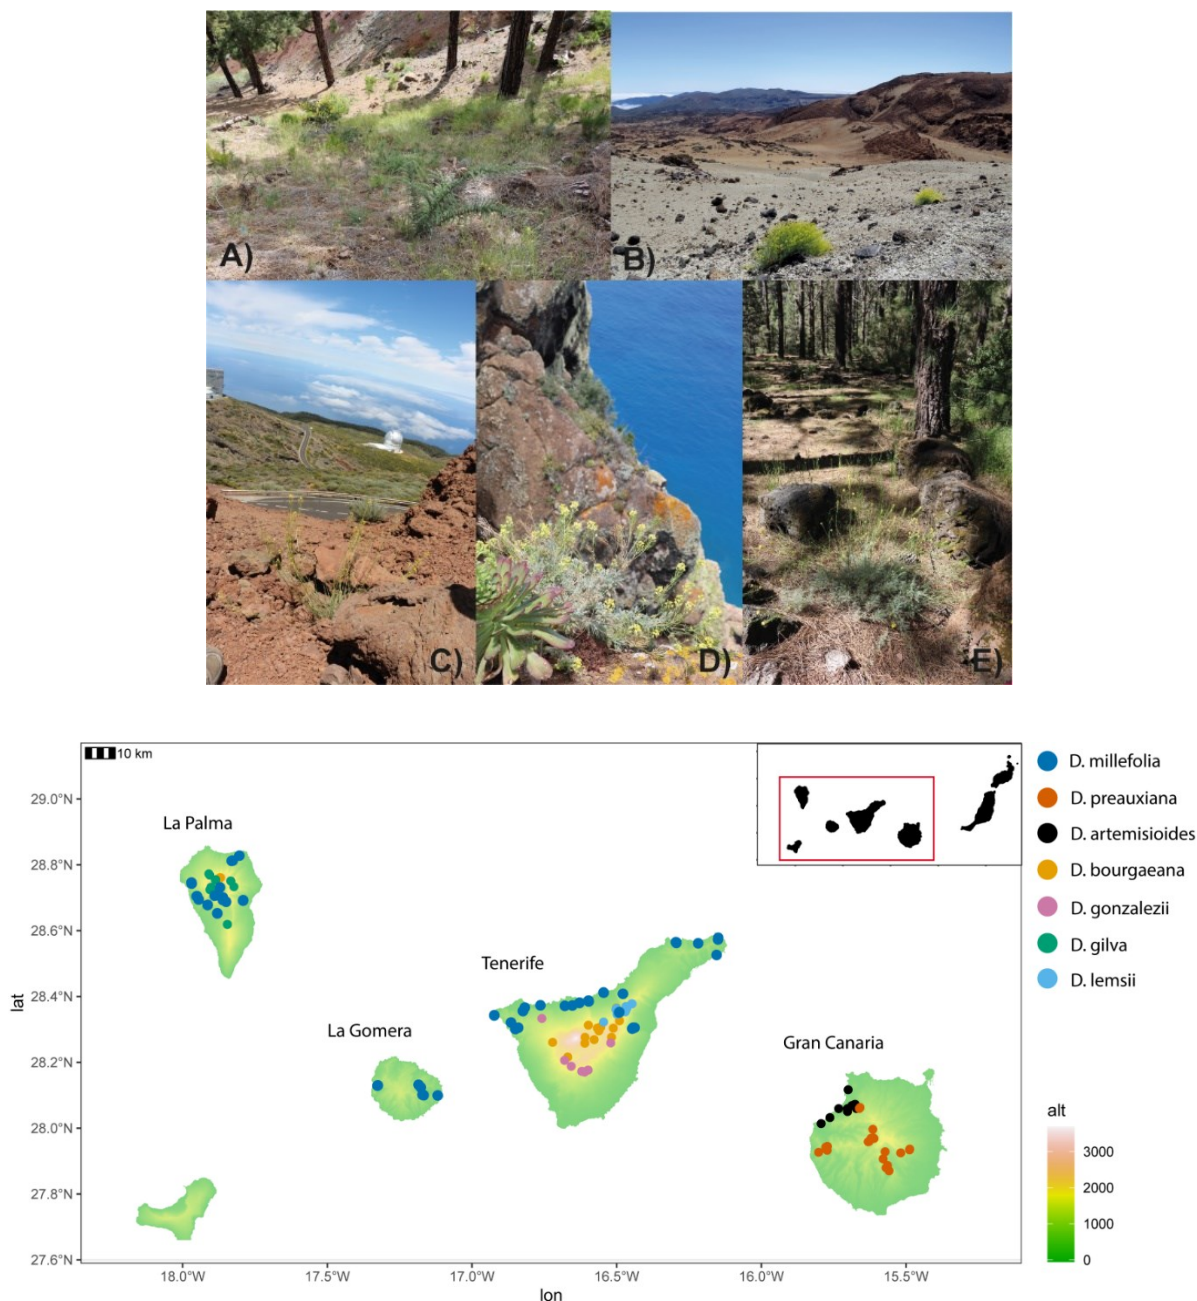 A)
B)
C)
D)
E)
10 km
29.0°N
28.8°N
28.6°N
28.4°N
28.2°N
28.0°N
27.8°N
27.6°N
lat
La Palma
Tenerife
La Gomera
Gran Canaria
18.0°W
17.5°W
17.0°W
16.5°W
16.0°W
15.5°W
lon
D. millefolia
D. preauxiana
D. artemisioides
D. bourgaeana
D. gonzalezii
D. gilva
D. lemsii
alt
3000
2000
1000
0